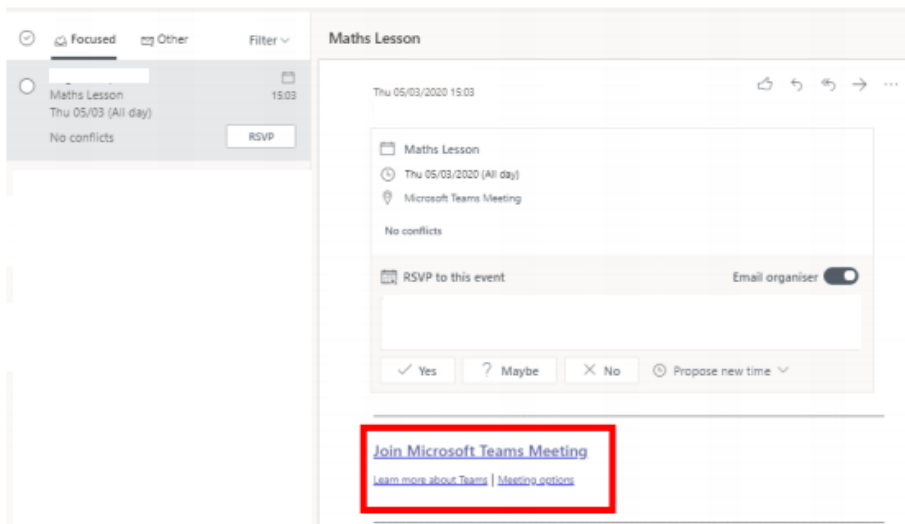 Focused Other Filter
Maths Lesson 15:03
Thu 05/03 (All day)
No conflicts RSVP
Maths Lesson
Thu 05/03/2020 15:03
Maths Lesson
Thu 05/03/2020 (All day)
Microsoft Teams Meeting
No conflicts
RSVP to this event Email organiser
Yes ? Maybe No Propose new time
Join Microsoft Teams Meeting
Learn more about Teams | Meeting options